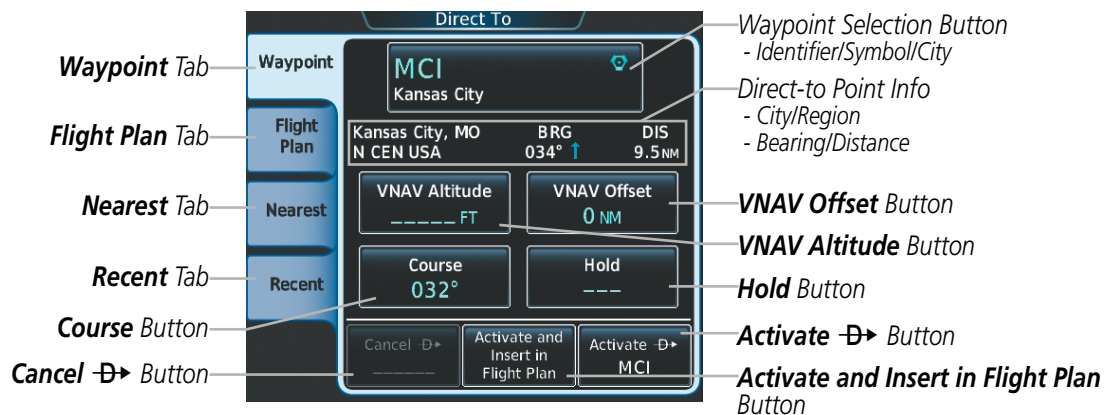 Direct To
Waypoint
Flight
Plan
Nearest
Recent
MCI
Kansas City
Kansas City, MO BRG DIS
N CEN USA 034° ↑ 9.5NM
VNAV Altitude
_____ FT
VNAV Offset
0 NM
Course
032°
Hold
___
Cancel -D→
______
Activate and
Insert in
Flight Plan
Activate -D→
MCI
Waypoint Tab
Flight Plan Tab
Nearest Tab
Recent Tab
Course Button
Cancel -D→ Button
Waypoint Selection Button
- Identifier/Symbol/City
Direct-to Point Info
- City/Region
- Bearing/Distance
VNAV Offset Button
VNAV Altitude Button
Hold Button
Activate -D→ Button
Activate and Insert in Flight Plan
Button